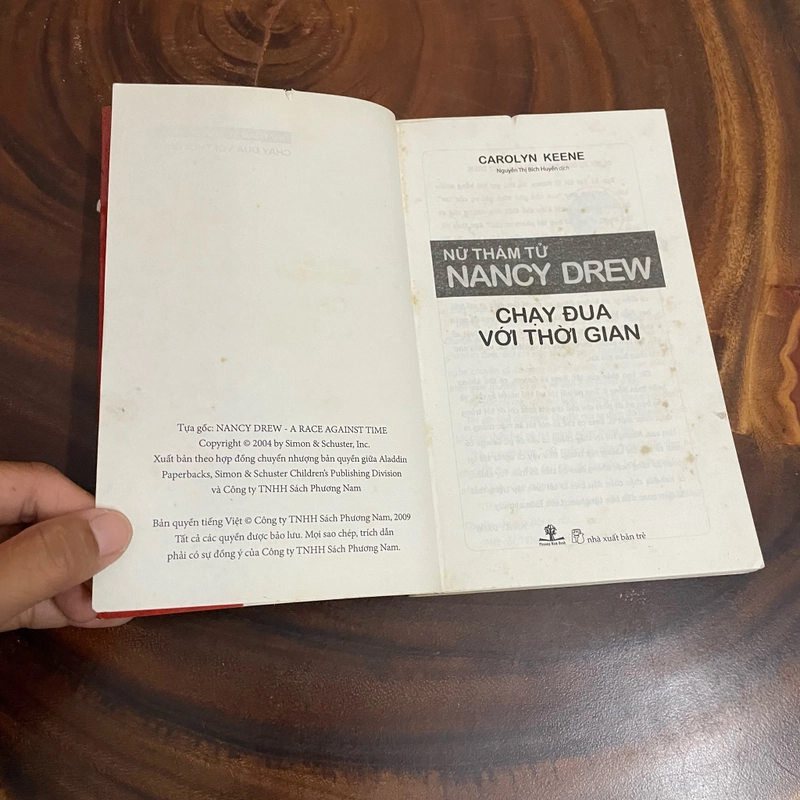 Tựa gốc: NANCY DREW - A RACE AGAINST TIME
Copyright © 2004 by Simon & Schuster, Inc.
Xuất bản theo hợp đồng chuyển nhượng bản quyền giữa Aladdin
Paperbacks, Simon & Schuster Children's Publishing Division
và Công ty TNHH Sách Phương Nam
Bản quyền tiếng Việt © Công ty TNHH Sách Phương Nam, 2009
Tất cả các quyền được bảo lưu. Mọi sao chép, trích dẫn
phải có sự đồng ý của Công ty TNHH Sách Phương Nam.
CAROLYN KEENE
Nguyễn Thị Bích Huyền dịch
NỮ THÁM TỬ
NANCY DREW
CHẠY ĐUA
VỚI THỜI GIAN
Phuong Nam Book
nhà xuất bản trẻ